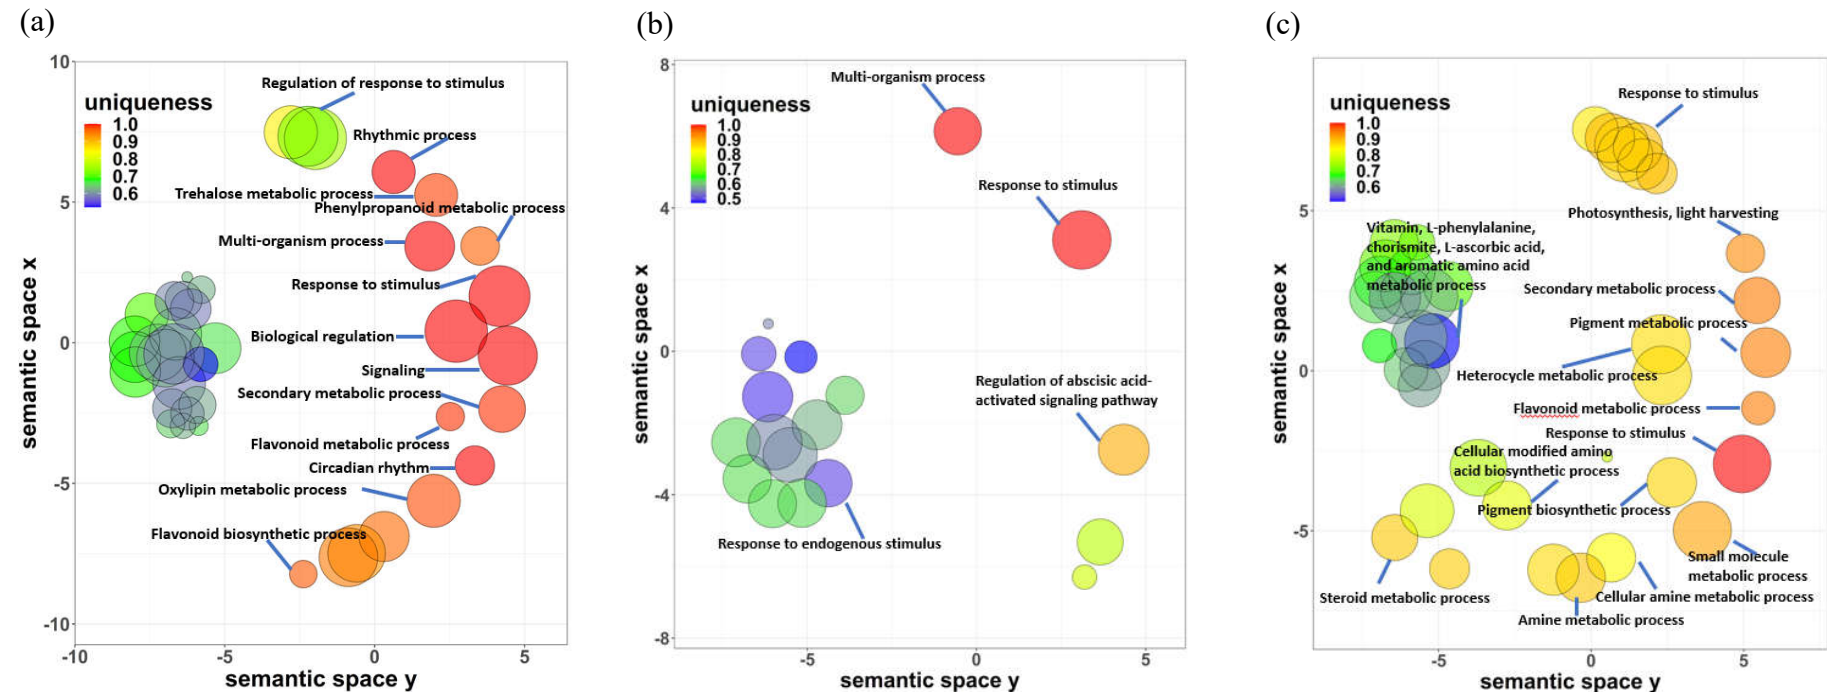 (a)
10
5
0
-5
-10
-10
-5
0
5
semantic space x
semantic space y
uniqueness
1.0
0.9
0.8
0.7
0.6
Regulation of response to stimulus
Rhythmic process
Trehalose metabolic process
Phenylpropanoid metabolic process
Multi-organism process
Response to stimulus
Biological regulation
Signaling
Secondary metabolic process
Flavonoid metabolic process
Circadian rhythm
Oxylipin metabolic process
Flavonoid biosynthetic process
(b)
8
4
0
-4
-8
-5
0
5
semantic space x
semantic space y
uniqueness
1.0
0.9
0.8
0.7
0.6
0.5
Multi-organism process
Response to stimulus
Regulation of abscisic acid-
activated signaling pathway
Response to endogenous stimulus
(c)
5
0
-5
-5
0
5
semantic space x
semantic space y
uniqueness
1.0
0.9
0.8
0.7
0.6
Response to stimulus
Photosynthesis, light harvesting
Vitamin, L-phenylalanine,
chorismite, L-ascorbic acid,
and aromatic amino acid
metabolic process
Secondary metabolic process
Pigment metabolic process
Heterocycle metabolic process
Flavonoid metabolic process
Response to stimulus
Cellular modified amino
acid biosynthetic process
Pigment biosynthetic process
Small molecule
metabolic process
Steroid metabolic process
Cellular amine metabolic process
Amine metabolic process